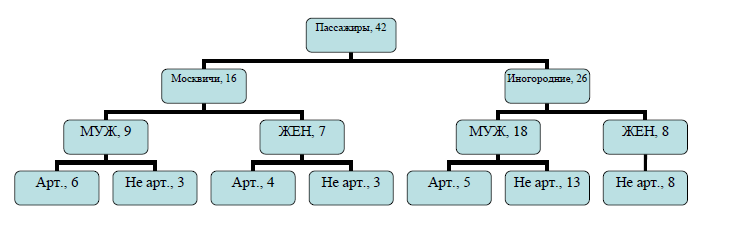 Пассажиры, 42
Москвичи, 16
Иногородние, 26
МУЖ, 9
ЖЕН, 7
МУЖ, 18
ЖЕН, 8
Арт., 6
Не арт., 3
Арт., 4
Не арт., 3
Арт., 5
Не арт., 13
Не арт., 8